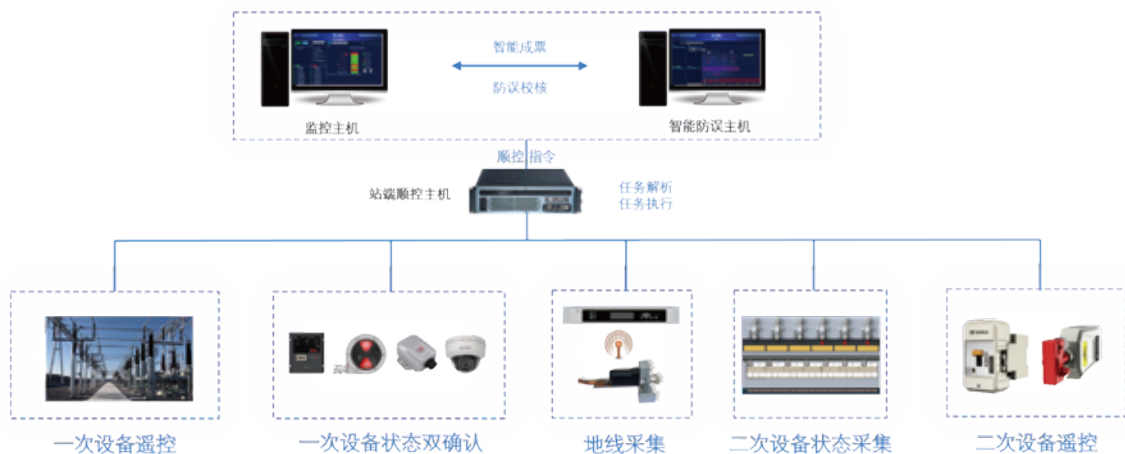 智能成票
防误校核
监控主机
智能防误主机
顺控 指令
站端顺控主机
任务解析
任务执行
一次设备遥控
一次设备状态双确认
地线采集
二次设备状态采集
二次设备遥控